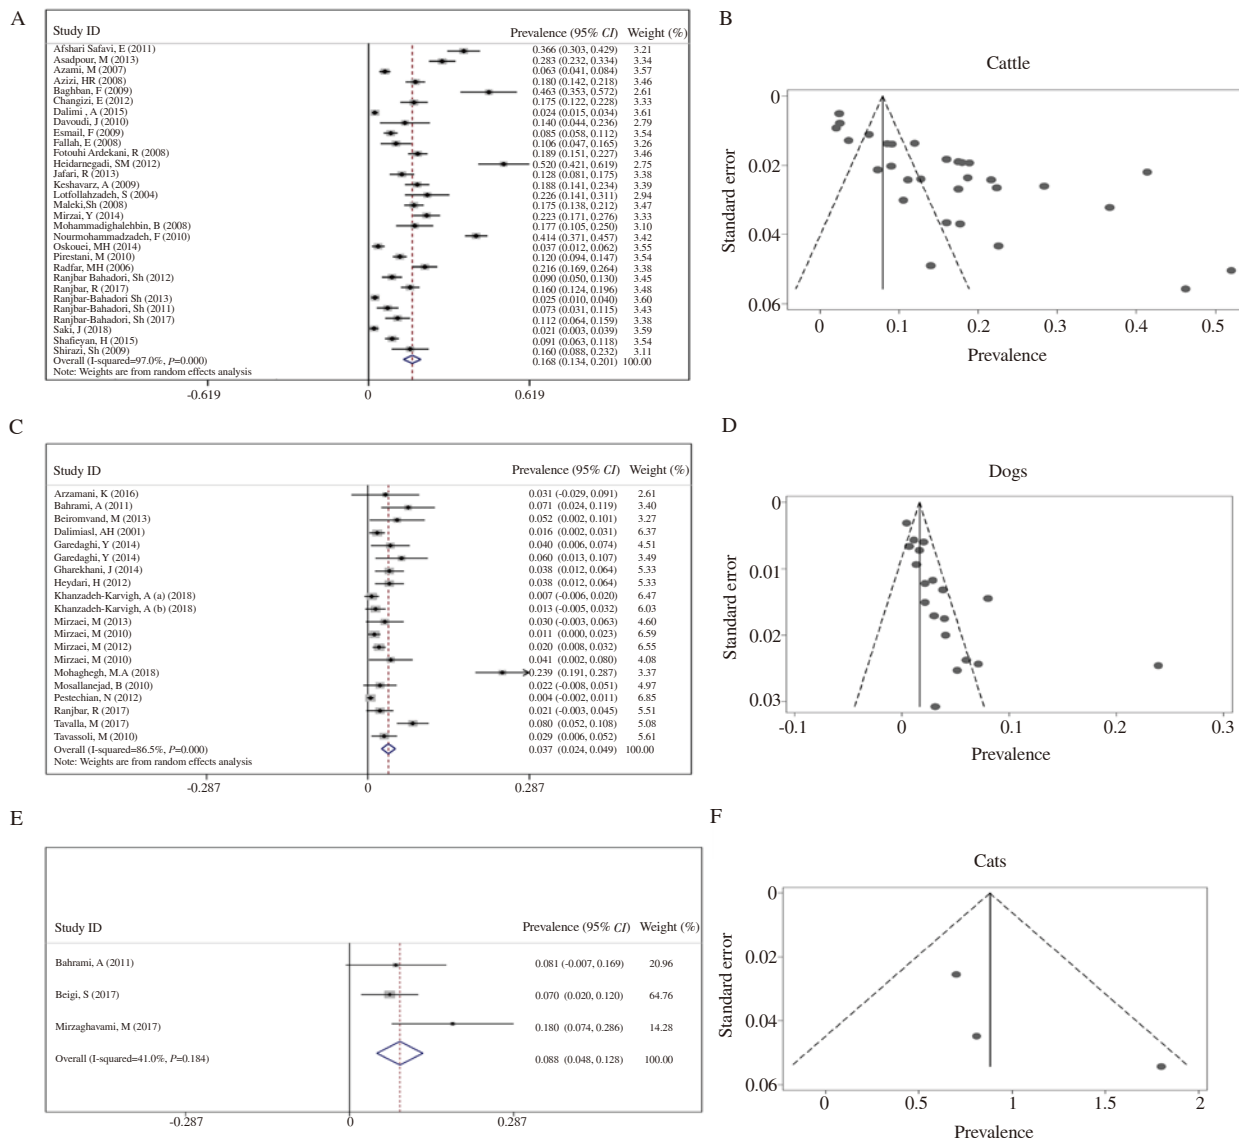 A
Study ID Prevalence (95% CI) Weight (%)
Afshari Safavi, E (2011) 0.366 (0.303, 0.429) 3.21
Asadpour, M (2013) 0.283 (0.232, 0.334) 3.34
Azami, M (2007) 0.063 (0.041, 0.084) 3.57
Azizi, HR (2008) 0.180 (0.142, 0.218) 3.46
Baghban, F (2009) 0.463 (0.353, 0.572) 2.61
Changizi, E (2012) 0.175 (0.122, 0.228) 3.33
Dalimi , A (2015) 0.024 (0.015, 0.034) 3.61
Davoudi, J (2010) 0.140 (0.044, 0.236) 2.79
Esmail, F (2009) 0.085 (0.058, 0.112) 3.54
Fallah, E (2008) 0.106 (0.047, 0.165) 3.26
Fotouhi Ardekani, R (2008) 0.189 (0.151, 0.227) 3.46
Heidarnegadi, SM (2012) 0.520 (0.421, 0.619) 2.75
Jafari, R (2013) 0.128 (0.081, 0.175) 3.38
Keshavarz, A (2009) 0.188 (0.141, 0.234) 3.39
Lotfollahzadeh, S (2004) 0.226 (0.141, 0.311) 2.94
Maleki,Sh (2008) 0.175 (0.138, 0.212) 3.47
Mirzai, Y (2014) 0.223 (0.171, 0.276) 3.33
Mohammadighalehbin, B (2008) 0.177 (0.105, 0.250) 3.10
Nourmohammadzadeh, F (2010) 0.414 (0.371, 0.457) 3.42
Oskouei, MH (2014) 0.037 (0.012, 0.062) 3.55
Pirestani, M (2010) 0.120 (0.094, 0.147) 3.54
Radfar, MH (2006) 0.216 (0.169, 0.264) 3.38
Ranjbar Bahadori, Sh (2012) 0.090 (0.050, 0.130) 3.45
Ranjbar, R (2017) 0.160 (0.124, 0.196) 3.48
Ranjbar-Bahadori Sh (2013) 0.025 (0.010, 0.040) 3.60
Ranjbar-Bahadori, Sh (2011) 0.073 (0.031, 0.115) 3.43
Ranjbar-Bahadori, Sh (2017) 0.112 (0.064, 0.159) 3.38
Saki, J (2018) 0.021 (0.003, 0.039) 3.59
Shafieyan, H (2015) 0.091 (0.063, 0.118) 3.54
Shirazi, Sh (2009) 0.160 (0.088, 0.232) 3.11
Overall (I-squared=97.0%, P=0.000) 0.168 (0.134, 0.201) 100.00
Note: Weights are from random effects analysis
-0.619 0 0.619
B
Cattle
Standard error
0
0.02
0.04
0.06
0 0.1 0.2 0.3 0.4 0.5
Prevalence
C
Study ID Prevalence (95% CI) Weight (%)
Arzamani, K (2016) 0.031 (-0.029, 0.091) 2.61
Bahrami, A (2011) 0.071 (0.024, 0.119) 3.40
Beiromvand, M (2013) 0.052 (0.002, 0.101) 3.27
Dalimiasl, AH (2001) 0.016 (0.002, 0.031) 6.37
Garedaghi, Y (2014) 0.040 (0.006, 0.074) 4.51
Garedaghi, Y (2014) 0.060 (0.013, 0.107) 3.49
Gharekhani, J (2014) 0.038 (0.012, 0.064) 5.33
Heydari, H (2012) 0.038 (0.012, 0.064) 5.33
Khanzadeh-Karvigh, A (a) (2018) 0.007 (-0.006, 0.020) 6.47
Khanzadeh-Karvigh, A (b) (2018) 0.013 (-0.005, 0.032) 6.03
Mirzaei, M (2013) 0.030 (-0.003, 0.063) 4.60
Mirzaei, M (2010) 0.011 (0.000, 0.023) 6.59
Mirzaei, M (2012) 0.020 (0.008, 0.032) 6.55
Mirzaei, M (2010) 0.041 (0.002, 0.080) 4.08
Mohaghegh, M.A (2018) 0.239 (0.191, 0.287) 3.37
Mosallanejad, B (2010) 0.022 (-0.008, 0.051) 4.97
Pestechian, N (2012) 0.004 (-0.002, 0.011) 6.85
Ranjbar, R (2017) 0.021 (-0.003, 0.045) 5.51
Tavalla, M (2017) 0.080 (0.052, 0.108) 5.08
Tavassoli, M (2010) 0.029 (0.006, 0.052) 5.61
Overall (I-squared=86.5%, P=0.000) 0.037 (0.024, 0.049) 100.00
Note: Weights are from random effects analysis
-0.287 0 0.287
D
Dogs
Standard error
0
0.01
0.02
0.03
-0.1 0 0.1 0.2 0.3
Prevalence
E
Study ID Prevalence (95% CI) Weight (%)
Bahrami, A (2011) 0.081 (-0.007, 0.169) 20.96
Beigi, S (2017) 0.070 (0.020, 0.120) 64.76
Mirzaghavami, M (2017) 0.180 (0.074, 0.286) 14.28
Overall (I-squared=41.0%, P=0.184) 0.088 (0.048, 0.128) 100.00
-0.287 0 0.287
F
Cats
Standard error
0
0.02
0.04
0.06
0 0.5 1 1.5 2
Prevalence